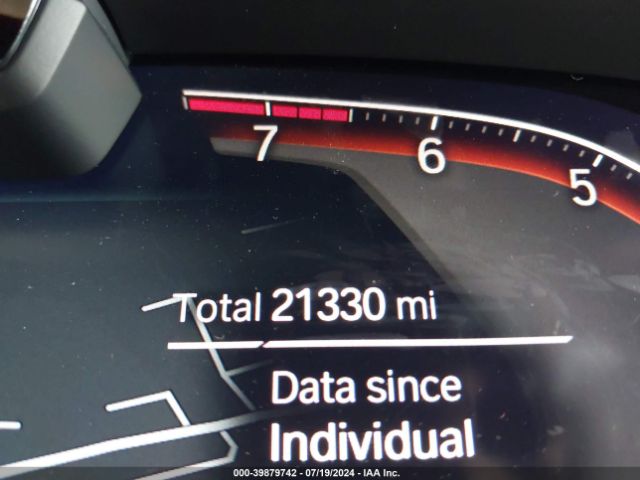 7 6 5
Total 21330 mi
Data since
Individual
000-39879742 - 07/19/2024 - IAA Inc.